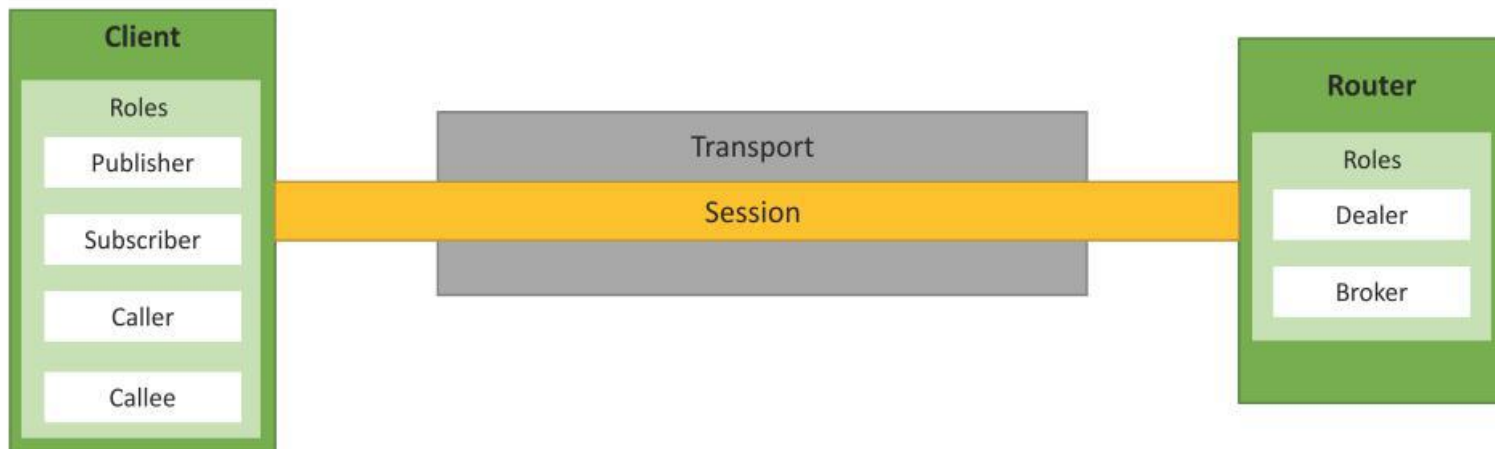 Client
Roles
Publisher
Subscriber
Caller
Callee
Transport
Session
Router
Roles
Dealer
Broker